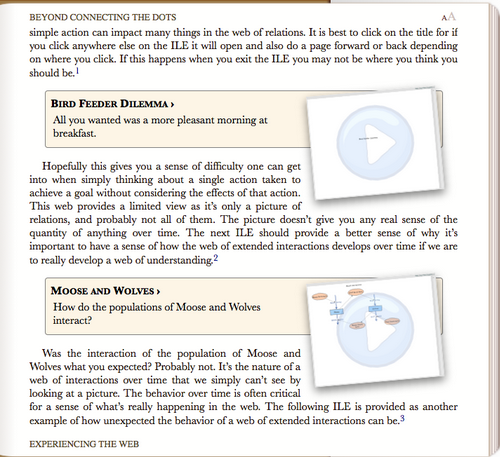 BEYOND CONNECTING THE DOTS
AA
simple action can impact many things in the web of relations. It is best to click on the title for if
you click anywhere else on the ILE it will open and also do a page forward or back depending
on where you click. If this happens when you exit the ILE you may not be where you think you
should be.1
BIRD FEEDER DILEMMA ›
All you wanted was a more pleasant morning at
breakfast.
Hopefully this gives you a sense of difficulty one can get
into when simply thinking about a single action taken to
achieve a goal without considering the effects of that action.
This web provides a limited view as it's only a picture of
relations, and probably not all of them. The picture doesn't give you any real sense of the
quantity of anything over time. The next ILE should provide a better sense of why it's
important to have a sense of how the web of extended interactions develops over time if we are
to really develop a web of understanding.2
MOOSE AND WOLVES ›
How do the populations of Moose and Wolves
interact?
Was the interaction of the population of Moose and
Wolves what you expected? Probably not. It's the nature of a
web of interactions over time that we simply can't see by
looking at a picture. The behavior over time is often critical
for a sense of what's really happening in the web. The following ILE is provided as another
example of how unexpected the behavior of a web of extended interactions can be.3
EXPERIENCING THE WEB